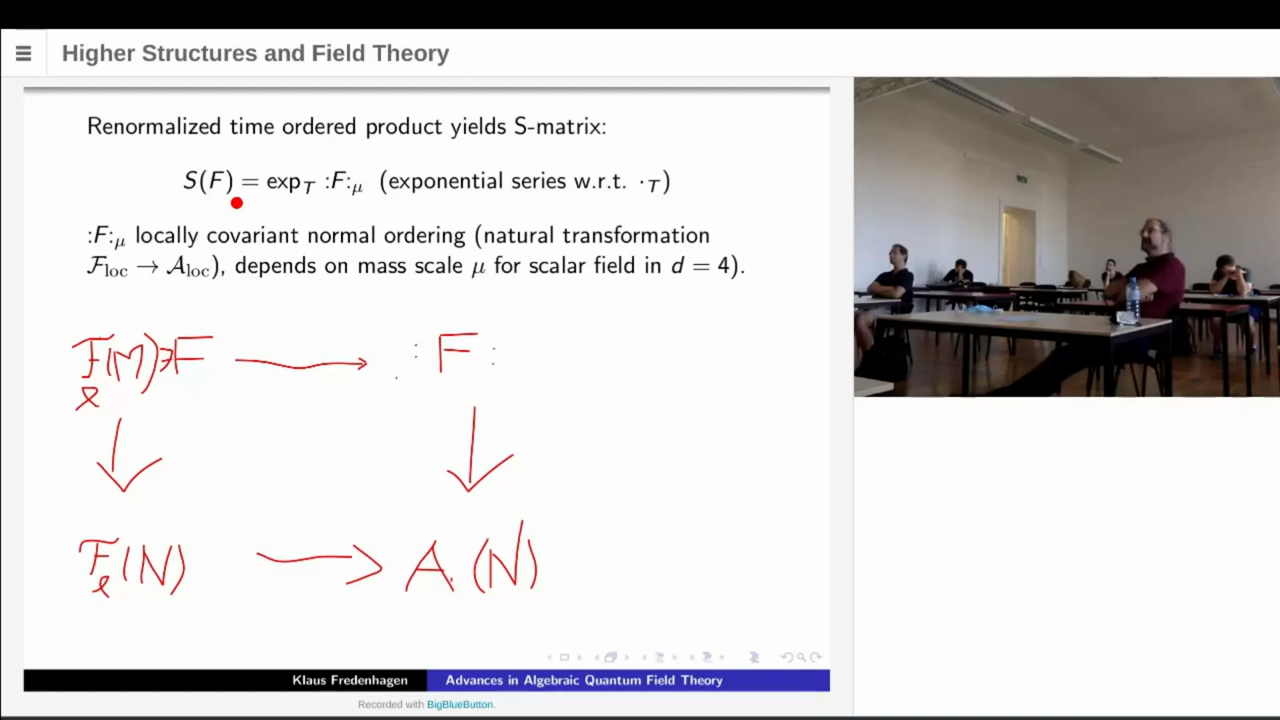 Higher Structures and Field Theory
Renormalized time ordered product yields S-matrix:
S(F) = exp_T :F:_μ (exponential series w.r.t. ·_T)
:F:_μ locally covariant normal ordering (natural transformation
F_loc → A_loc), depends on mass scale μ for scalar field in d = 4).
F_l(M) ∋ F → : F :
↓ ↓
F_l(N) → A (N)
Klaus Fredenhagen Advances in Algebraic Quantum Field Theory
Recorded with BigBlueButton.